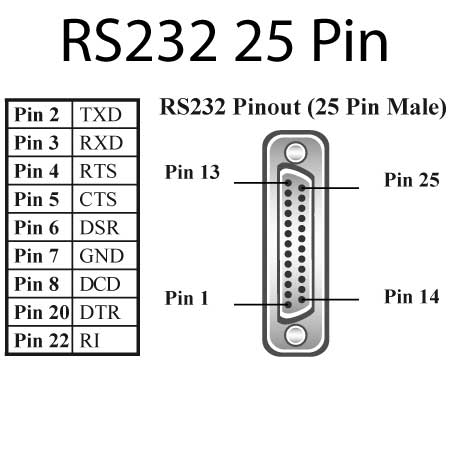 RS232 25 Pin
RS232 Pinout (25 Pin Male)
Pin 2 TXD
Pin 3 RXD
Pin 4 RTS
Pin 5 CTS
Pin 6 DSR
Pin 7 GND
Pin 8 DCD
Pin 20 DTR
Pin 22 RI
Pin 13
Pin 25
Pin 1
Pin 14